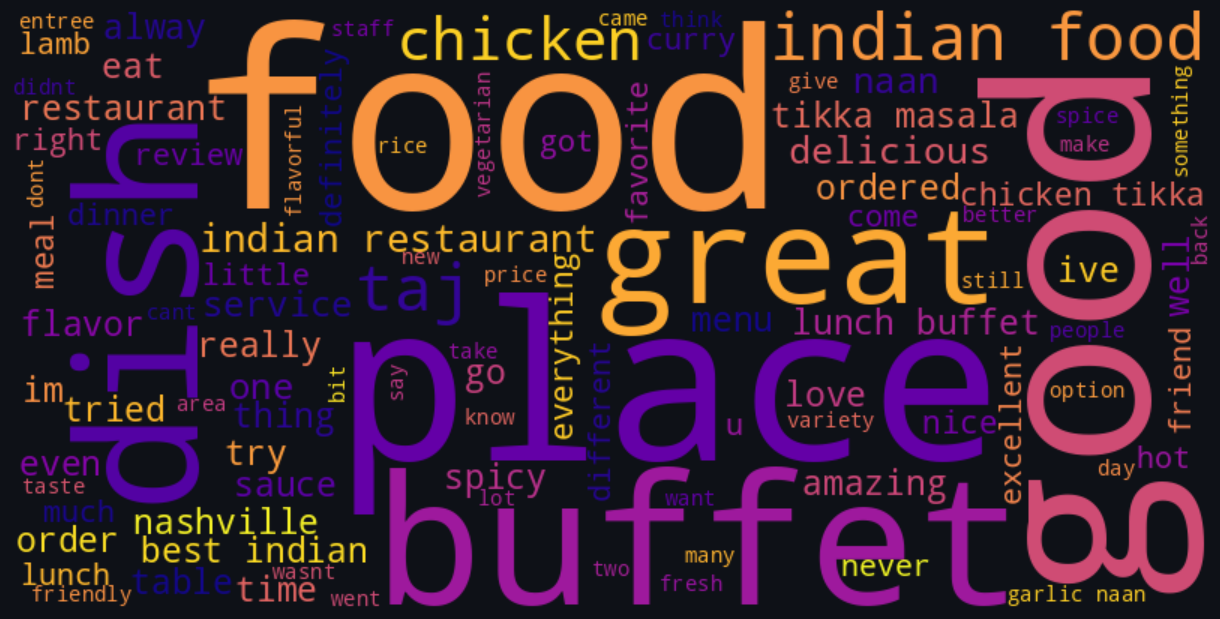 entree
alway
staff
came
think
lamb
chicken
curry
indian food
eat
food
didnt
give
naan
something
restaurant
flavorful
definitely
vegetarian
favorite
tikka masala
spice
right
review
rice
got
make
delicious
dont
dish
ordered
chicken tikka
dinner
come
better
good
meal
indian restaurant
great
back
new
little
taj
price
still
ive
well
service
everything
flavor
cant
menu
lunch buffet
people
really
place
take
go
say
different
excellent
friend
im
tried
area
one
bit
know
love
option
thing
variety
u
nice
even
try
spicy
day
hot
taste
sauce
lot
want
amazing
much
nashville
buffet
order
best indian
many
never
lunch
wasnt
two
fresh
friendly
table
time
went
garlic naan